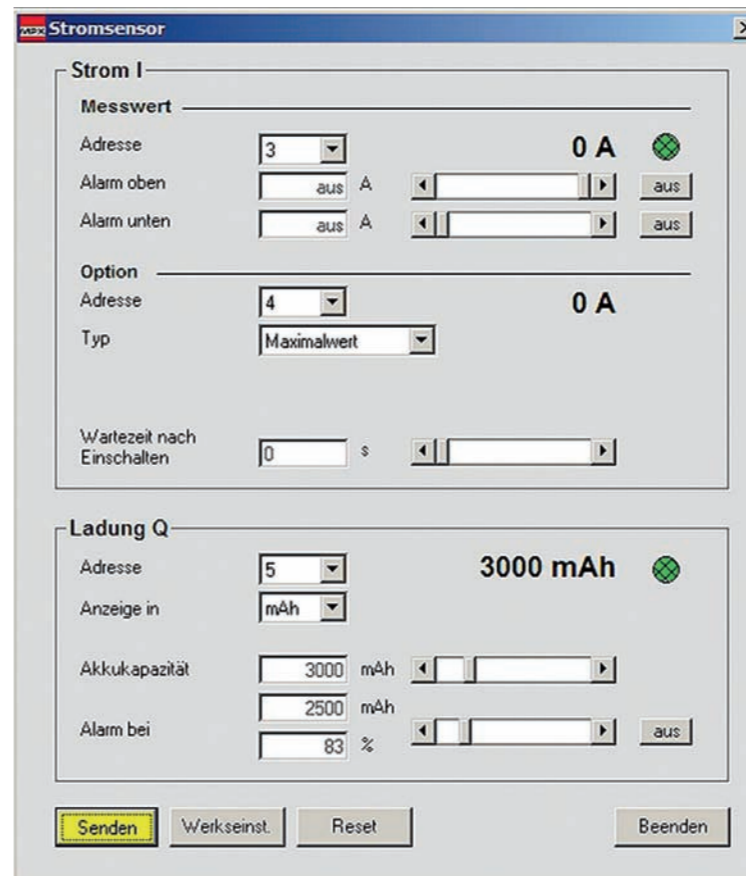 MPX Stromsensor
Strom I
Messwert
Adresse 3 0 A
Alarm oben aus A aus
Alarm unten aus A aus
Option
Adresse 4 0 A
Typ Maximalwert
Wartezeit nach
Einschalten 0 s
Ladung Q
Adresse 5 3000 mAh
Anzeige in mAh
Akkukapazität 3000 mAh
2500 mAh
Alarm bei aus
83 %
Senden Werkseinst. Reset Beenden